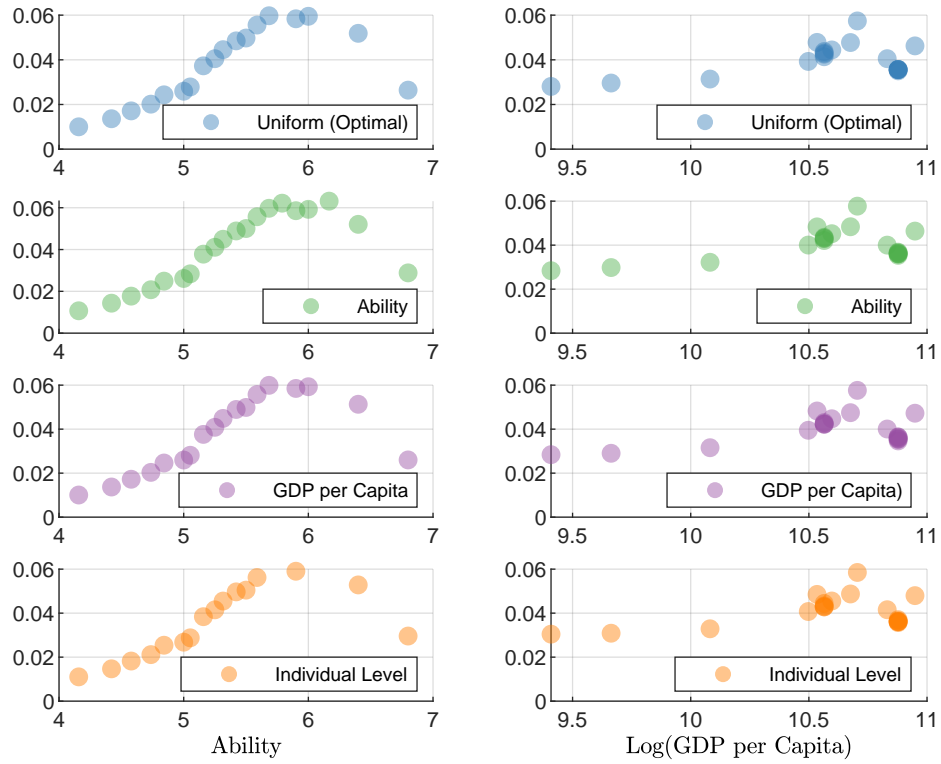 0.06
0.04
0.02
0
Uniform (Optimal)
4 5 6 7
0.06
0.04
0.02
0
Uniform (Optimal)
9.5 10 10.5 11
0.06
0.04
0.02
0
Ability
4 5 6 7
0.06
0.04
0.02
0
Ability
9.5 10 10.5 11
0.06
0.04
0.02
0
GDP per Capita
4 5 6 7
0.06
0.04
0.02
0
GDP per Capita)
9.5 10 10.5 11
0.06
0.04
0.02
0
Individual Level
4 5 6 7
Ability
0.06
0.04
0.02
0
Individual Level
9.5 10 10.5 11
Log(GDP per Capita)